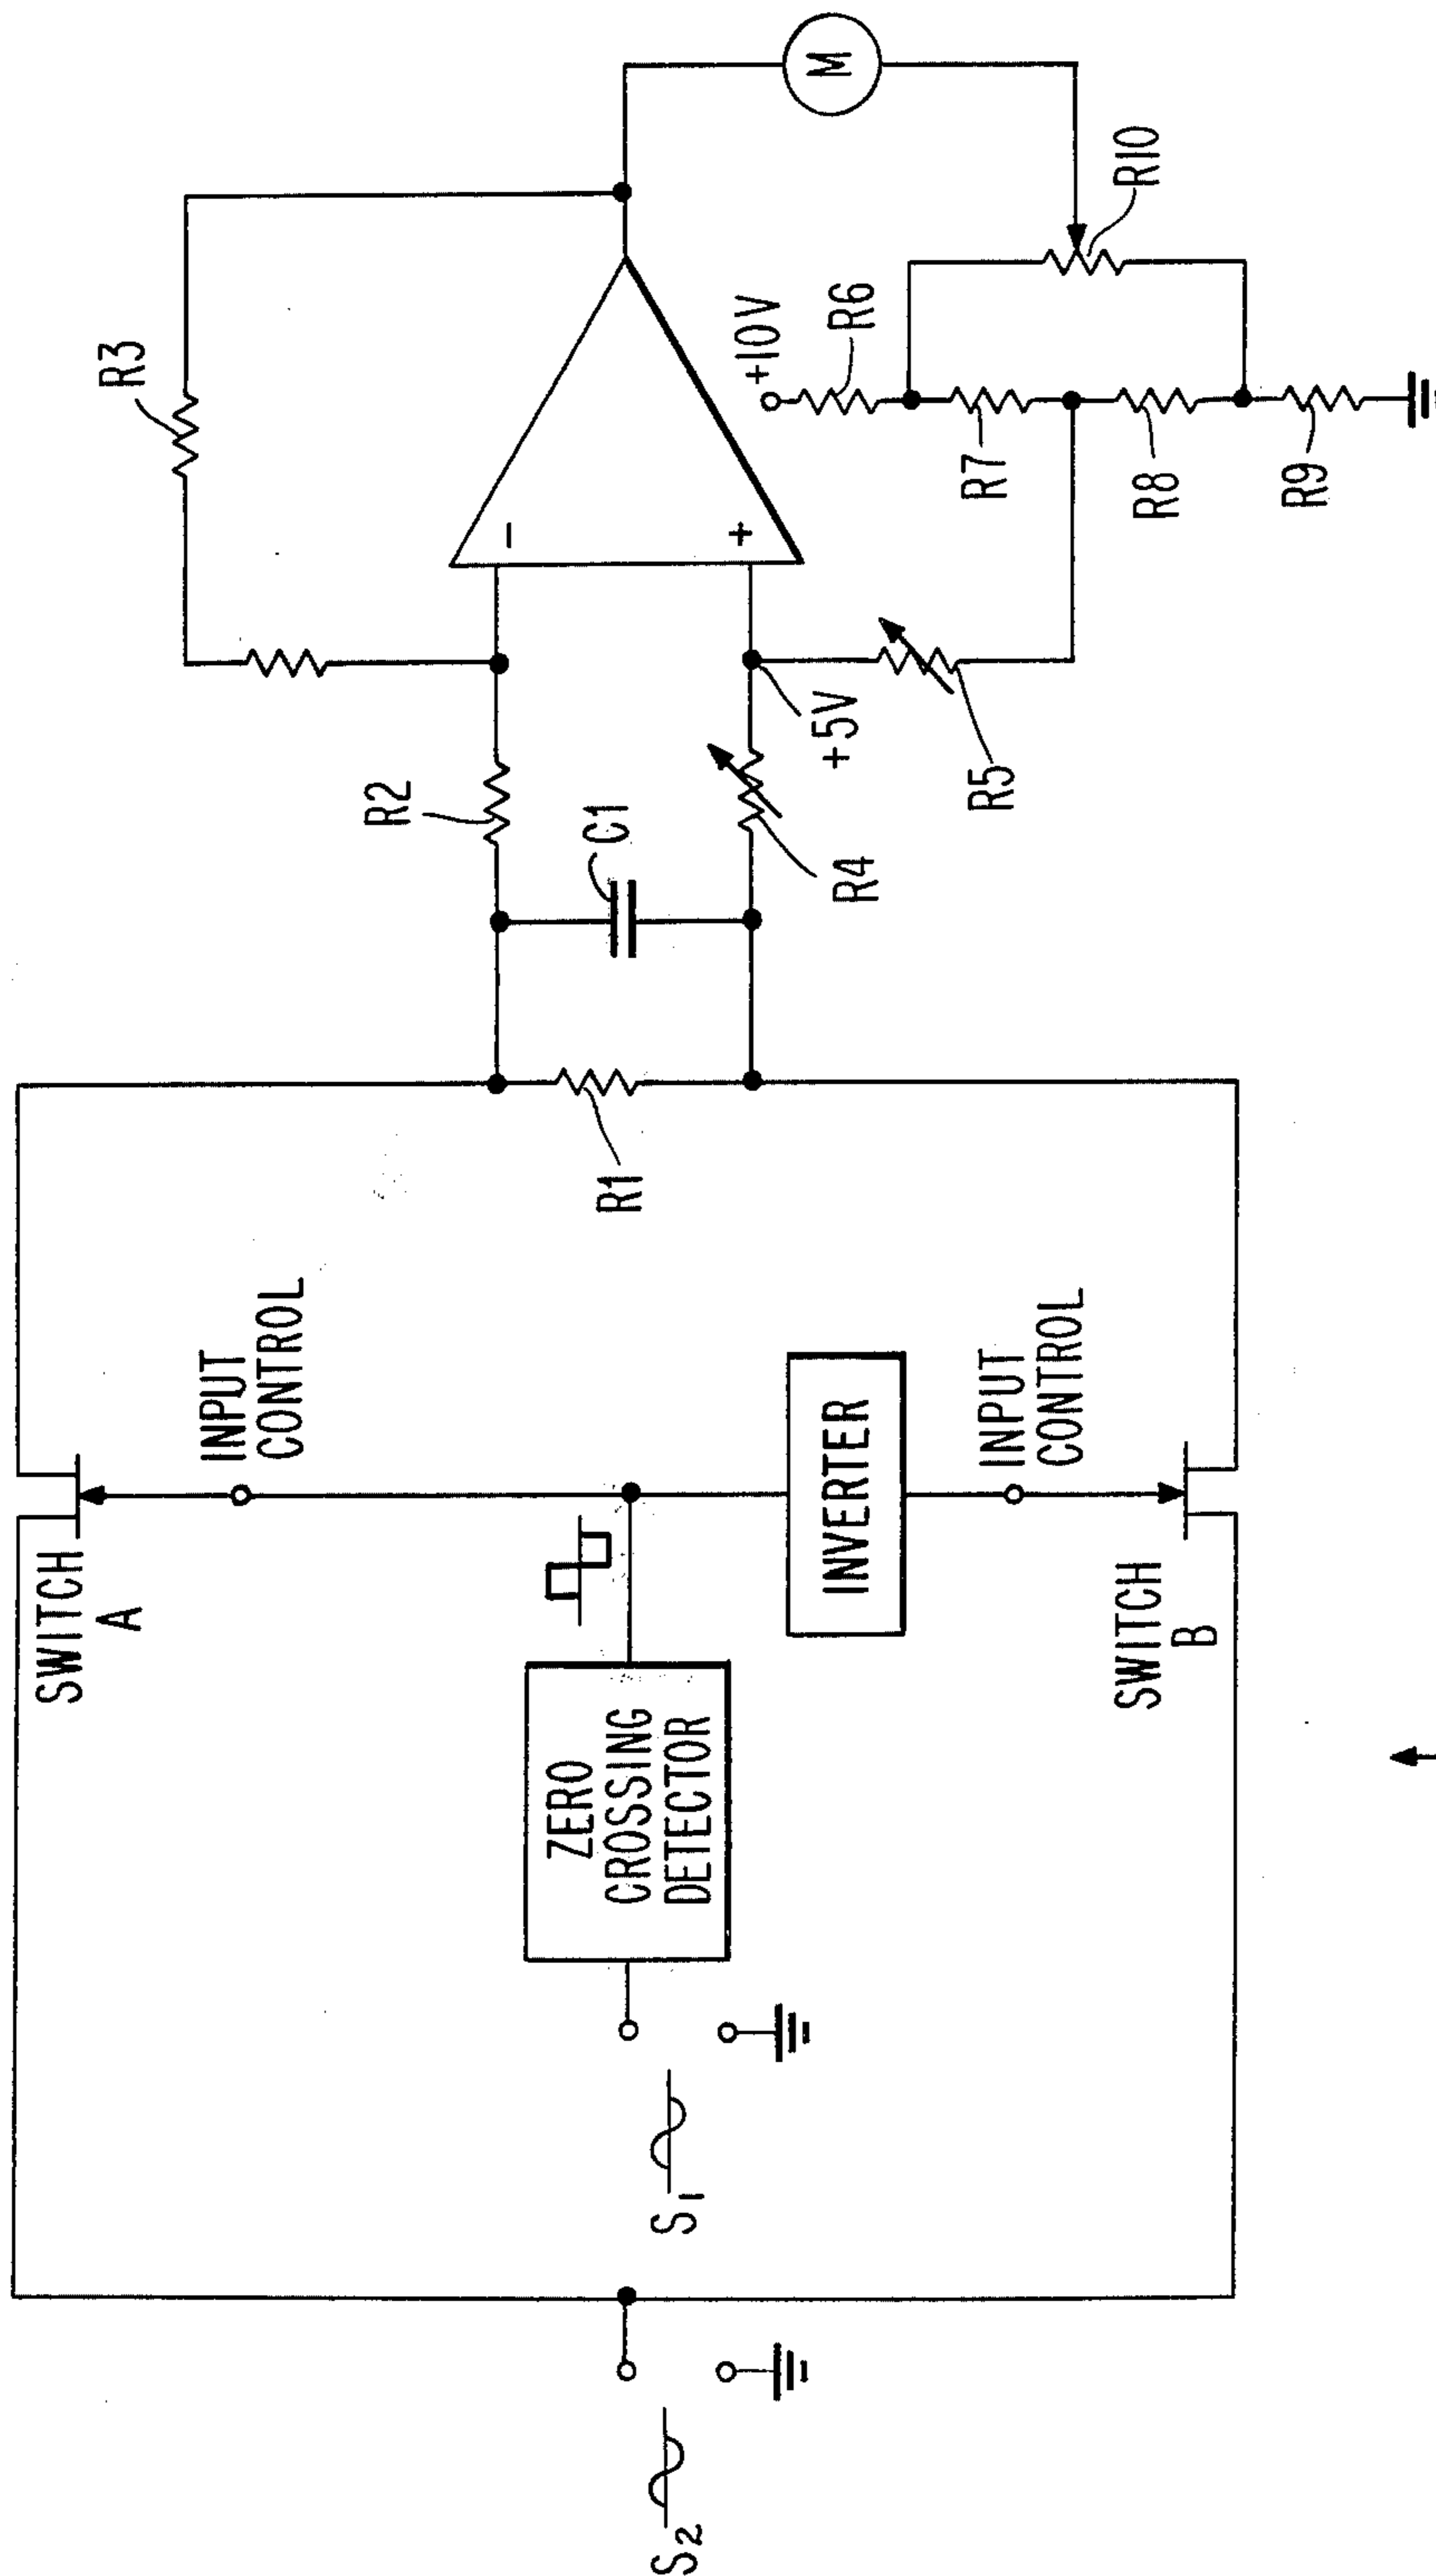 SWITCH
A
INPUT
CONTROL
R3
S2
S1
ZERO
CROSSING
DETECTOR
R1
R2
C1
R4
+5V
R5
−
+
M
+10V
R6
R7
R8
R9
R10
INVERTER
INPUT
CONTROL
SWITCH
B